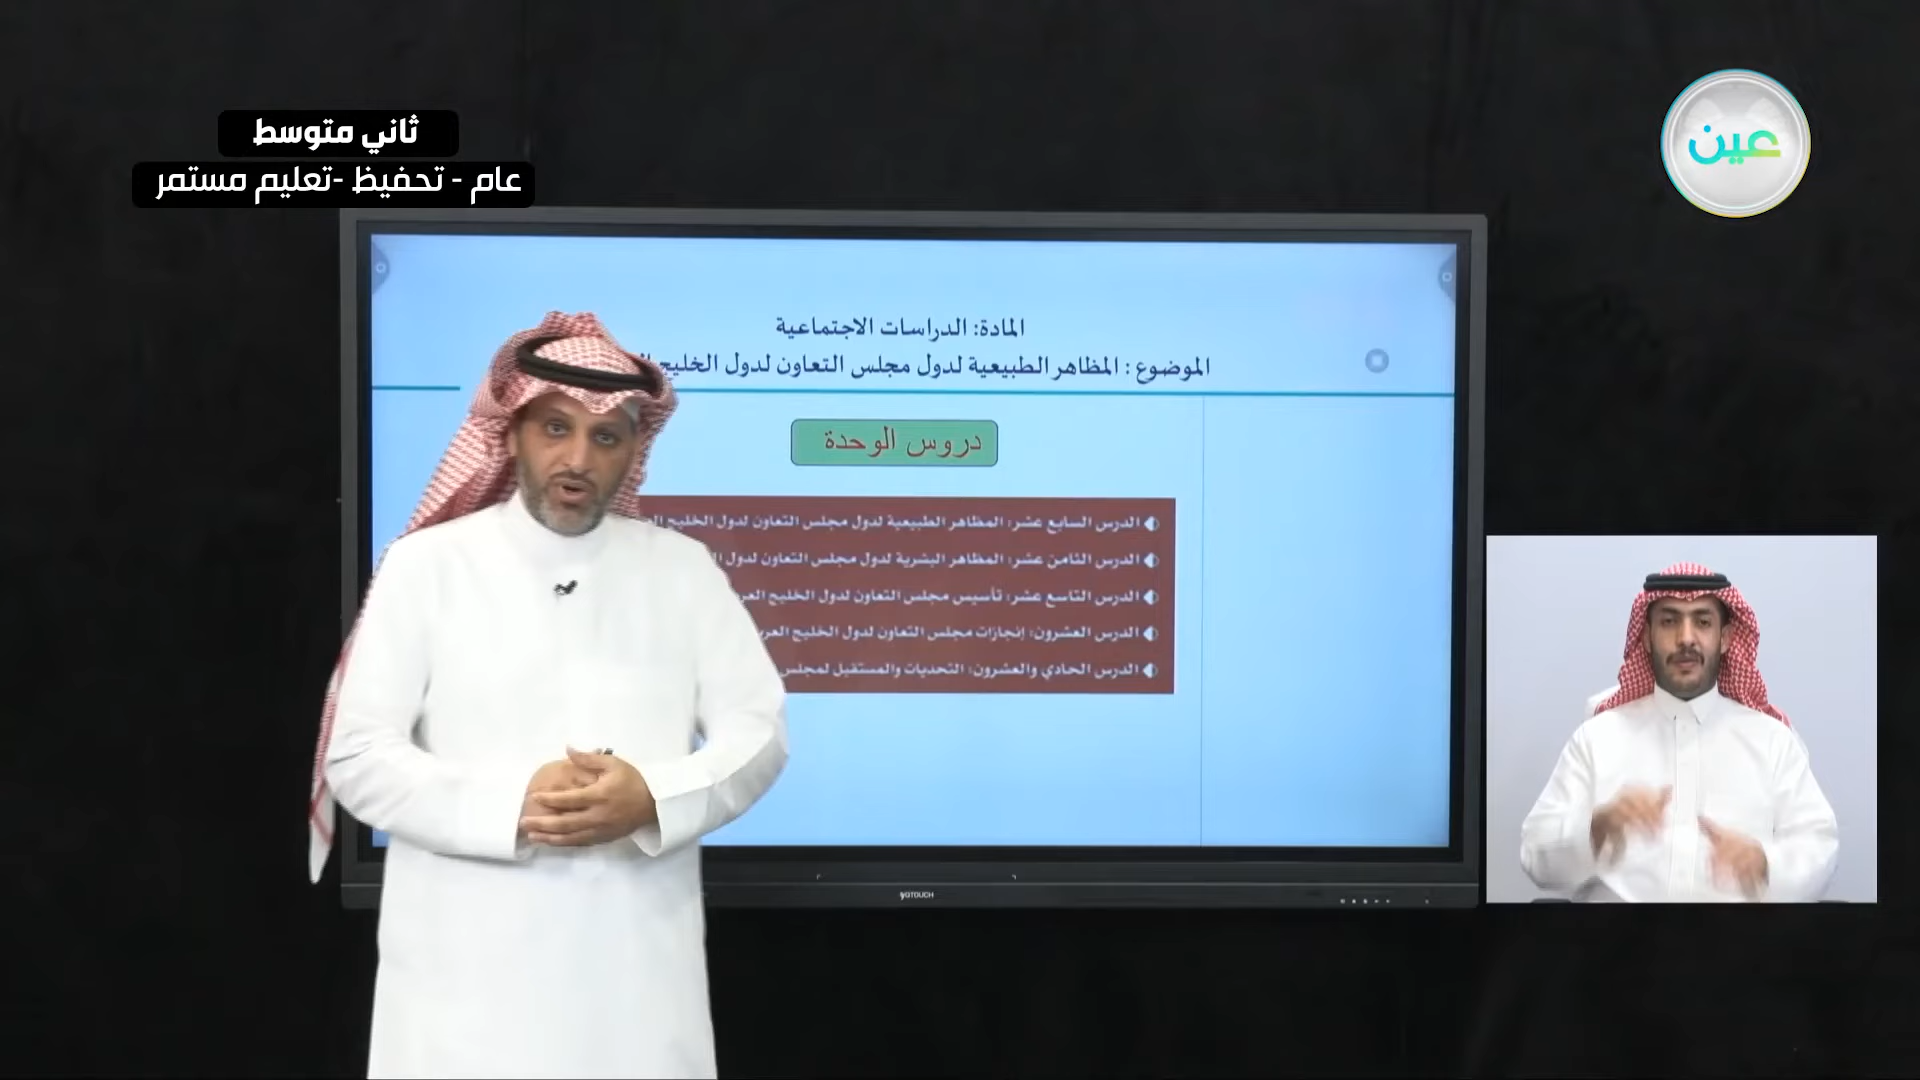 ثاني متوسط
عام - تحفيظ -تعليم مستمر
عين
المادة: الدراسات الاجتماعية
الموضوع : المظاهر الطبيعية لدول مجلس التعاون لدول الخليج
دروس الوحدة
الدرس السابع عشر: المظاهر الطبيعية لدول مجلس التعاون لدول الخليج
الدرس الثامن عشر: المظاهر البشرية لدول مجلس التعاون لدول
الدرس التاسع عشر: تأسيس مجلس التعاون لدول الخليج
الدرس العشرون: إنجازات مجلس التعاون لدول الخليج
الدرس الحادي والعشرون: التحديات والمستقبل لمجلس
YOTOUCH